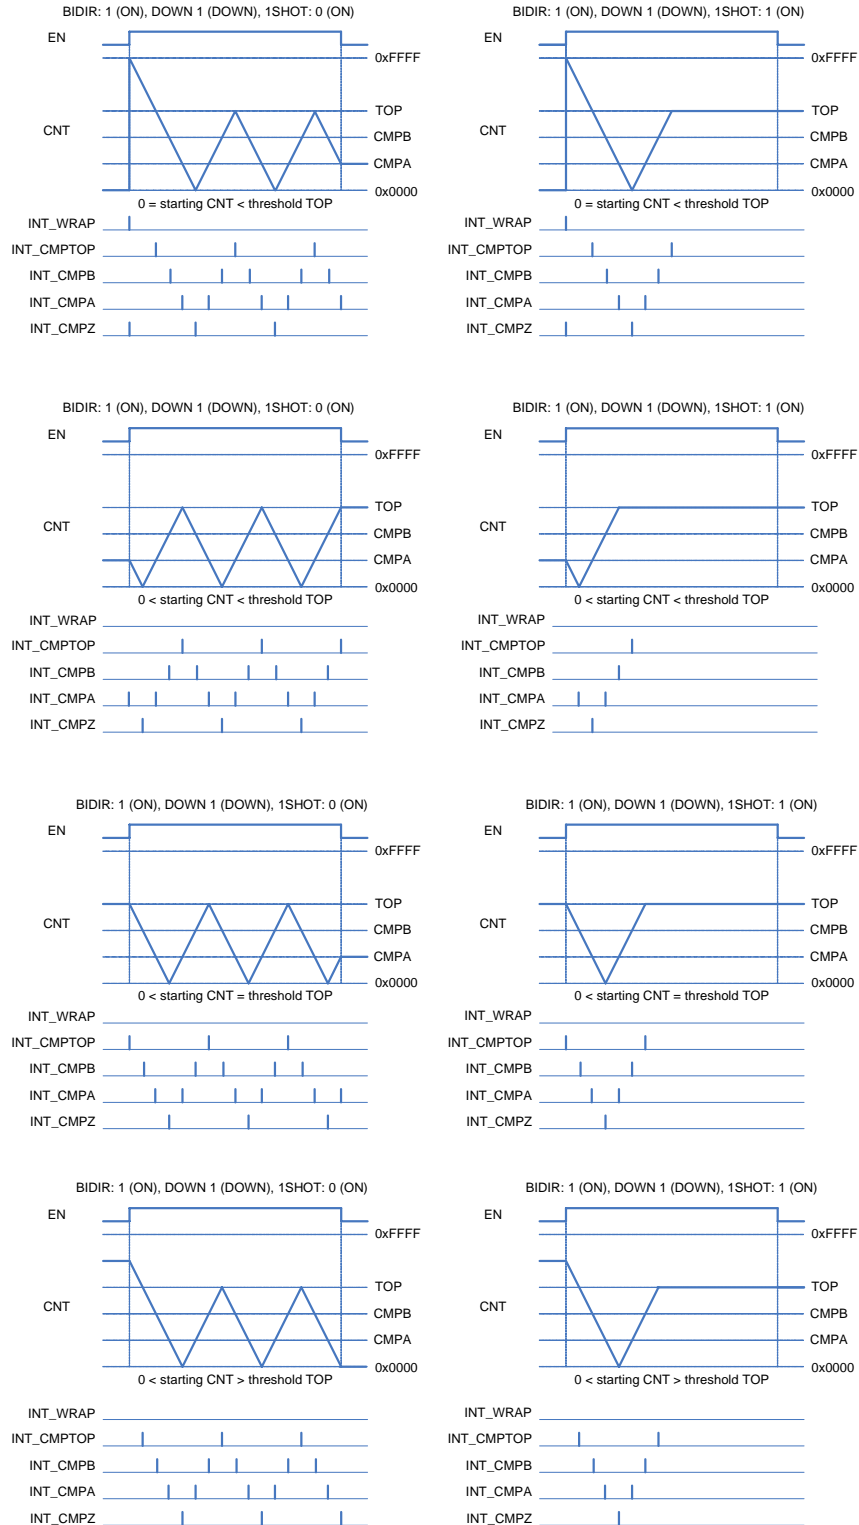 BIDIR: 1 (ON), DOWN 1 (DOWN), 1SHOT: 0 (ON)
EN
0xFFFF
TOP
CNT
CMPB
CMPA
0x0000
0 = starting CNT < threshold TOP
INT_WRAP
INT_CMPTOP
INT_CMPB
INT_CMPA
INT_CMPZ
BIDIR: 1 (ON), DOWN 1 (DOWN), 1SHOT: 1 (ON)
EN
0xFFFF
TOP
CNT
CMPB
CMPA
0x0000
0 = starting CNT < threshold TOP
INT_WRAP
INT_CMPTOP
INT_CMPB
INT_CMPA
INT_CMPZ
BIDIR: 1 (ON), DOWN 1 (DOWN), 1SHOT: 0 (ON)
EN
0xFFFF
TOP
CNT
CMPB
CMPA
0x0000
0 < starting CNT < threshold TOP
INT_WRAP
INT_CMPTOP
INT_CMPB
INT_CMPA
INT_CMPZ
BIDIR: 1 (ON), DOWN 1 (DOWN), 1SHOT: 1 (ON)
EN
0xFFFF
TOP
CNT
CMPB
CMPA
0x0000
0 < starting CNT < threshold TOP
INT_WRAP
INT_CMPTOP
INT_CMPB
INT_CMPA
INT_CMPZ
BIDIR: 1 (ON), DOWN 1 (DOWN), 1SHOT: 0 (ON)
EN
0xFFFF
TOP
CNT
CMPB
CMPA
0x0000
0 < starting CNT = threshold TOP
INT_WRAP
INT_CMPTOP
INT_CMPB
INT_CMPA
INT_CMPZ
BIDIR: 1 (ON), DOWN 1 (DOWN), 1SHOT: 1 (ON)
EN
0xFFFF
TOP
CNT
CMPB
CMPA
0x0000
0 < starting CNT = threshold TOP
INT_WRAP
INT_CMPTOP
INT_CMPB
INT_CMPA
INT_CMPZ
BIDIR: 1 (ON), DOWN 1 (DOWN), 1SHOT: 0 (ON)
EN
0xFFFF
TOP
CNT
CMPB
CMPA
0x0000
0 < starting CNT > threshold TOP
INT_WRAP
INT_CMPTOP
INT_CMPB
INT_CMPA
INT_CMPZ
BIDIR: 1 (ON), DOWN 1 (DOWN), 1SHOT: 1 (ON)
EN
0xFFFF
TOP
CNT
CMPB
CMPA
0x0000
0 < starting CNT > threshold TOP
INT_WRAP
INT_CMPTOP
INT_CMPB
INT_CMPA
INT_CMPZ